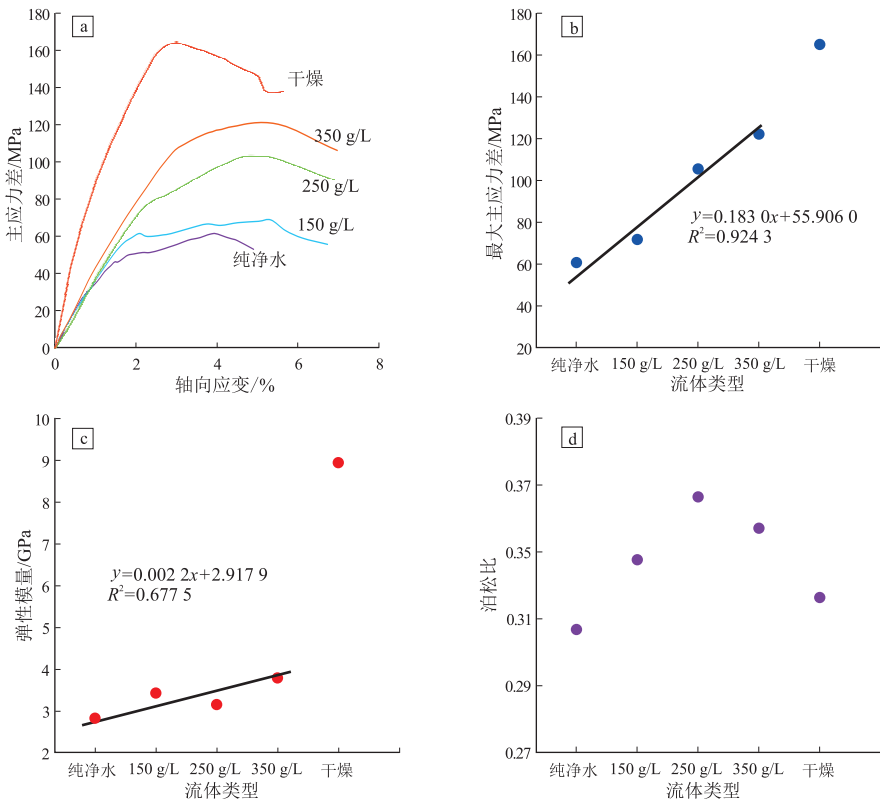 a
180
160
140
120
100
80
60
40
20
0
主应力差/MPa
干燥
350 g/L
250 g/L
150 g/L
纯净水
0 2 4 6 8
轴向应变/%
b
180
160
140
120
100
80
60
40
20
最大主应力差/MPa
y=0.183 0x+55.906 0
R²=0.924 3
纯净水 150 g/L 250 g/L 350 g/L 干燥
流体类型
c
10
9
8
7
6
5
4
3
2
弹性模量/GPa
y=0.002 2x+2.917 9
R²=0.677 5
纯净水 150 g/L 250 g/L 350 g/L 干燥
流体类型
d
0.39
0.37
0.35
0.31
0.29
0.27
泊松比
纯净水 150 g/L 250 g/L 350 g/L 干燥
流体类型